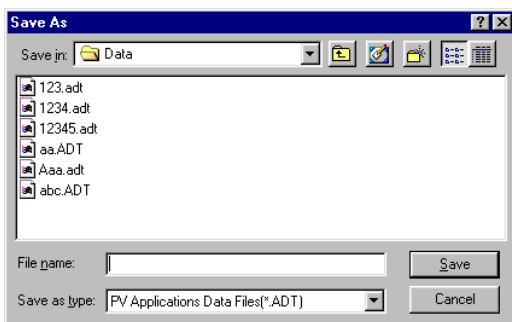 Save As
Save in: Data
123.adt
1234.adt
12345.adt
aa.ADT
Aaa.adt
abc.ADT
File name:
Save
Save as type: PV Applications Data Files(*.ADT)
Cancel